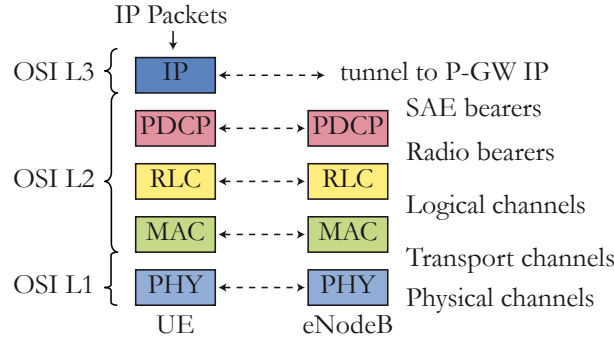 IP Packets
OSI L3
IP
tunnel to P-GW IP
SAE bearers
PDCP
PDCP
Radio bearers
OSI L2
RLC
RLC
Logical channels
MAC
MAC
Transport channels
OSI L1
PHY
PHY
Physical channels
UE
eNodeB